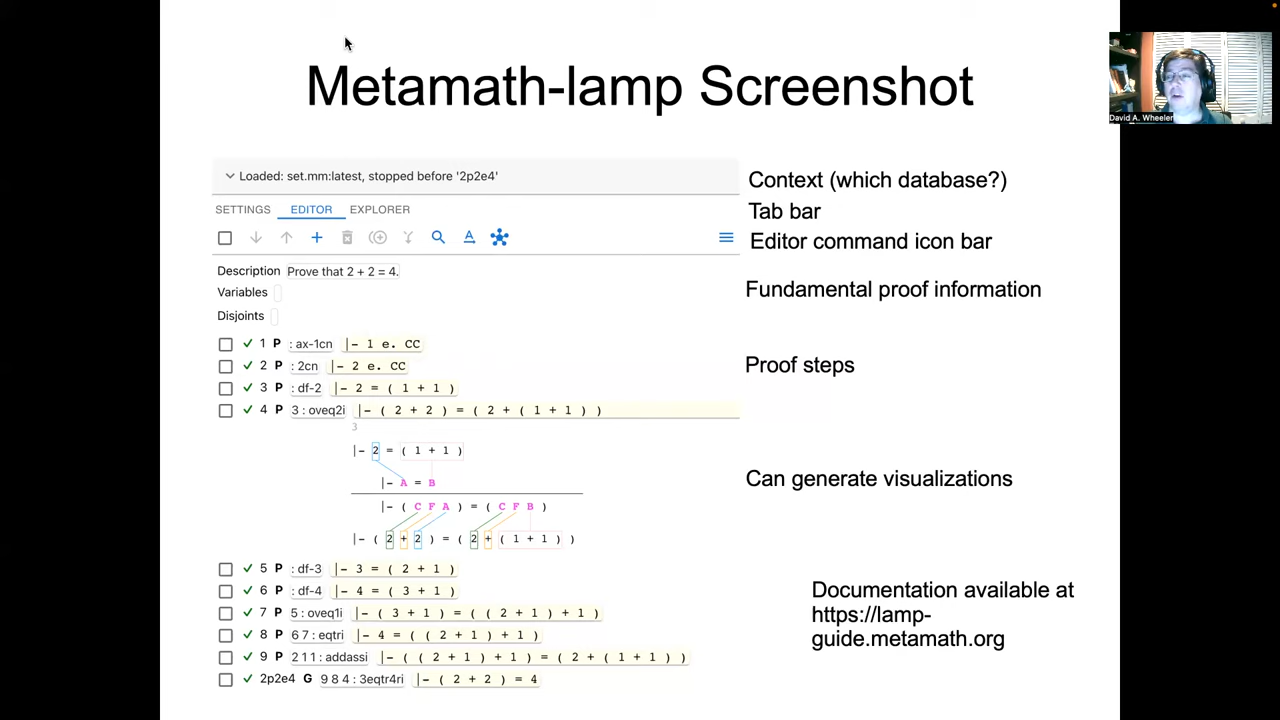 Metamath-lamp Screenshot
David A. Wheeler
Loaded: set.mm:latest, stopped before '2p2e4'
Context (which database?)
SETTINGS EDITOR EXPLORER
Tab bar
Editor command icon bar
Description Prove that 2 + 2 = 4.
Variables
Fundamental proof information
Disjoints
1 P : ax-1cn |- 1 e. CC
2 P : 2cn |- 2 e. CC
Proof steps
3 P : df-2 |- 2 = ( 1 + 1 )
4 P 3 : oveq2i |- ( 2 + 2 ) = ( 2 + ( 1 + 1 ) )
3
|- 2 = ( 1 + 1 )
|- A = B
Can generate visualizations
|- ( C F A ) = ( C F B )
|- ( 2 + 2 ) = ( 2 + ( 1 + 1 ) )
5 P : df-3 |- 3 = ( 2 + 1 )
6 P : df-4 |- 4 = ( 3 + 1 )
7 P 5 : oveq1i |- ( 3 + 1 ) = ( ( 2 + 1 ) + 1 )
8 P 6 7 : eqtri |- 4 = ( ( 2 + 1 ) + 1 )
9 P 2 1 1 : addassi |- ( ( 2 + 1 ) + 1 ) = ( 2 + ( 1 + 1 ) )
2p2e4 G 9 8 4 : 3eqtr4ri |- ( 2 + 2 ) = 4
Documentation available at
https://lamp-
guide.metamath.org